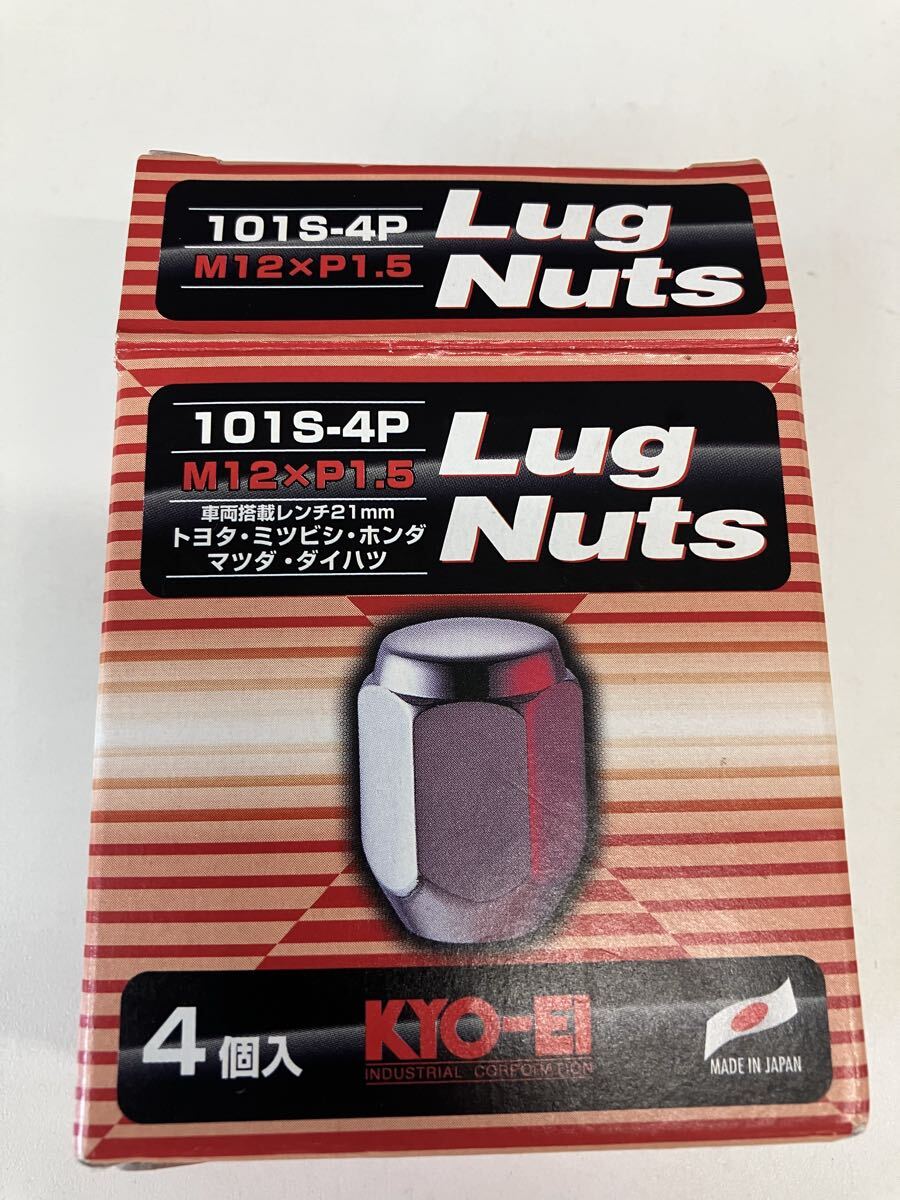 101S-4P
M12×P1.5
Lug
Nuts
101S-4P
M12×P1.5
車両搭載レンチ21mm
トヨタ・ミツビシ・ホンダ
マツダ・ダイハツ
Lug
Nuts
4個入
KYO-EI
INDUSTRIAL CORPORATION
MADE IN JAPAN